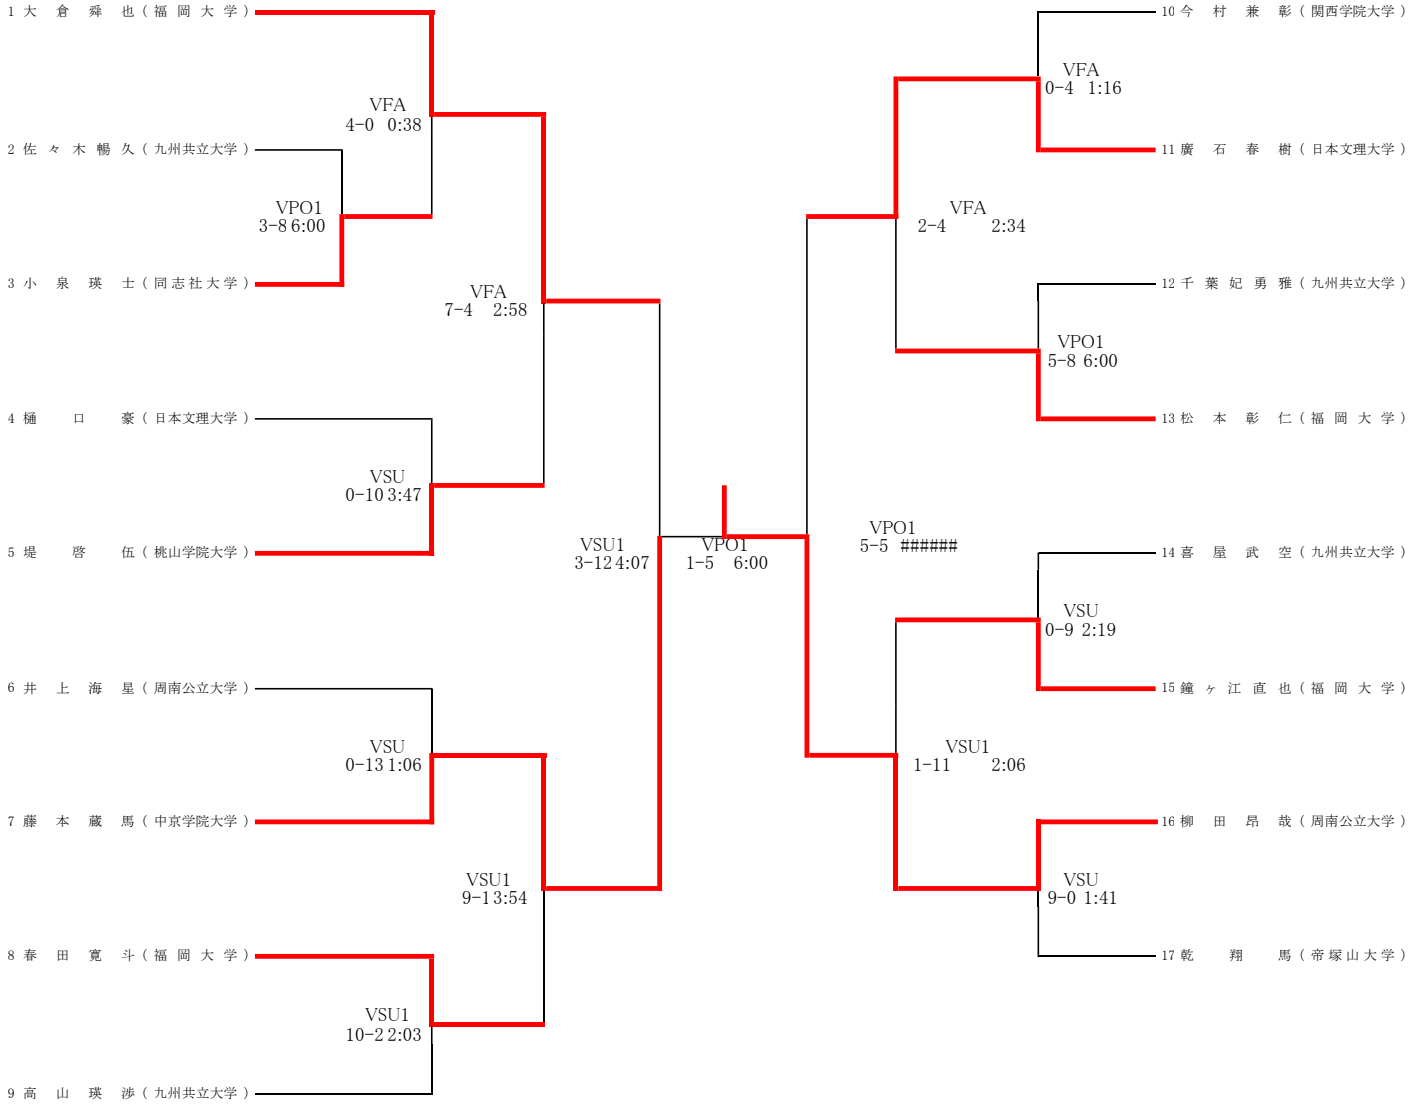 1 大倉舜也（福岡大学）
VFA
4-0 0:38
2 佐々木暢久（九州共立大学）
VPO1
3-8 6:00
3 小泉瑛士（同志社大学）
VFA
7-4 2:58
4 樋口豪（日本文理大学）
VSU
0-10 3:47
5 堤啓伍（桃山学院大学）
VSU1
3-12 4:07
6 井上海星（周南公立大学）
VSU
0-13 1:06
7 藤本蔵馬（中京学院大学）
VSU1
9-1 3:54
8 春田寛斗（福岡大学）
VSU1
10-2 2:03
9 高山瑛渉（九州共立大学）
VPO1
1-5 6:00
10 今村兼彰（関西学院大学）
VFA
0-4 1:16
11 廣石春樹（日本文理大学）
VFA
2-4 2:34
12 千葉妃勇雅（九州共立大学）
VPO1
5-8 6:00
13 松本彰仁（福岡大学）
VPO1
5-5 ######
14 喜屋武空（九州共立大学）
VSU
0-9 2:19
15 鐘ヶ江直也（福岡大学）
VSU1
1-11 2:06
16 柳田昂哉（周南公立大学）
VSU
9-0 1:41
17 乾翔馬（帝塚山大学）